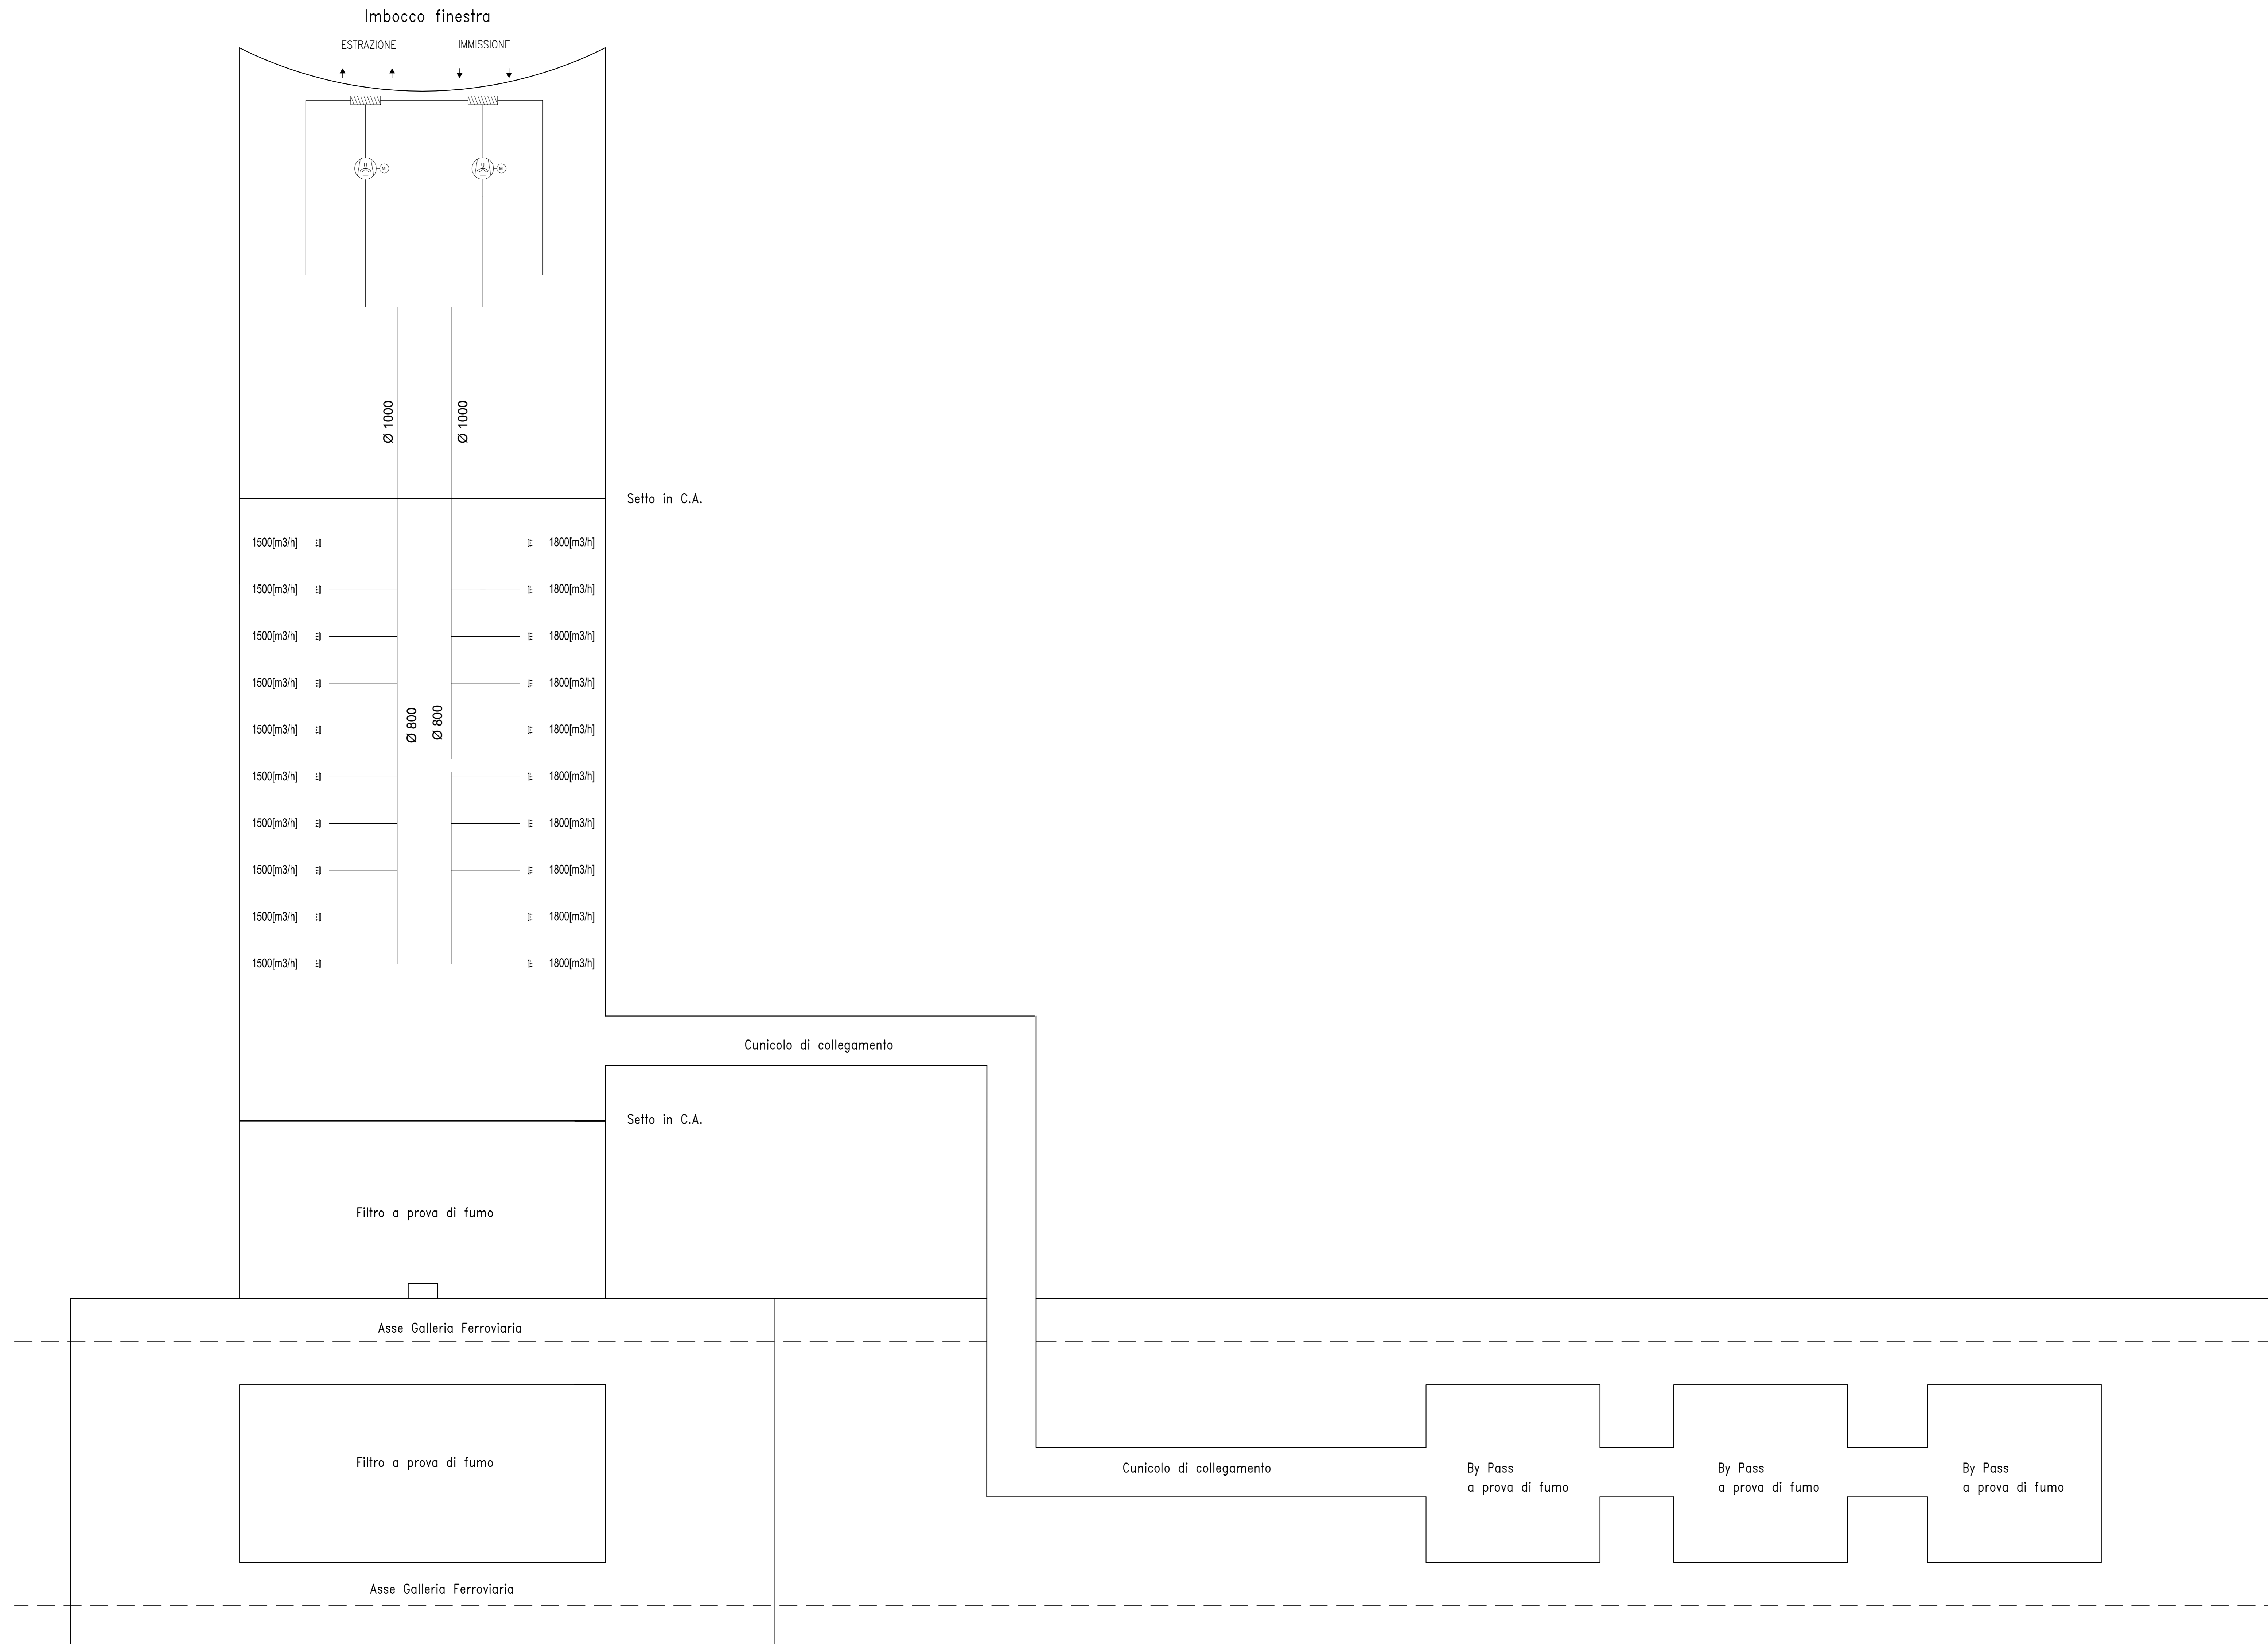 Imbocco finestra
ESTRAZIONE IMMISSIONE
M M
Ø 1000 Ø 1000
Setto in C.A.
1500[m3/h] 1800[m3/h]
1500[m3/h] 1800[m3/h]
1500[m3/h] 1800[m3/h]
1500[m3/h] 1800[m3/h]
Ø 800 Ø 800
1500[m3/h] 1800[m3/h]
1500[m3/h] 1800[m3/h]
1500[m3/h] 1800[m3/h]
1500[m3/h] 1800[m3/h]
1500[m3/h] 1800[m3/h]
1500[m3/h] 1800[m3/h]
Cunicolo di collegamento
Setto in C.A.
Filtro a prova di fumo
Asse Galleria Ferroviaria
Filtro a prova di fumo
Cunicolo di collegamento
By Pass
a prova di fumo
By Pass
a prova di fumo
By Pass
a prova di fumo
Asse Galleria Ferroviaria